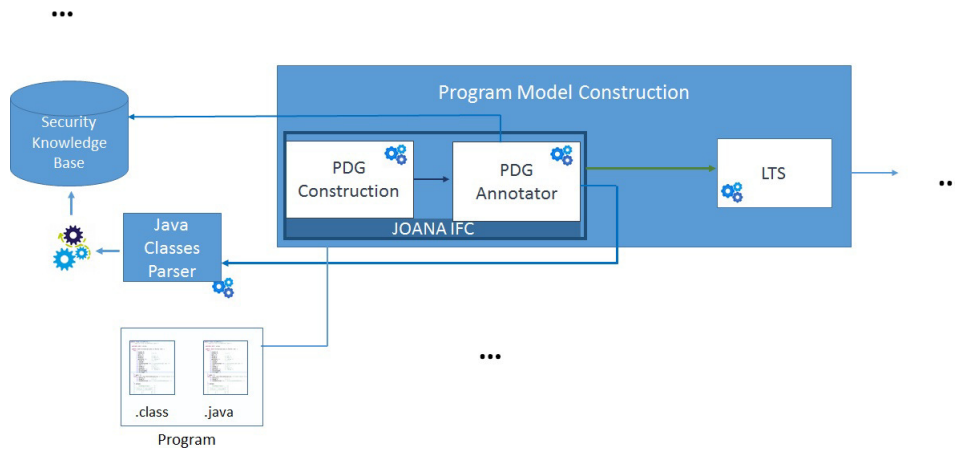 ...
Program Model Construction
Security
Knowledge
Base
PDG
Construction
PDG
Annotator
LTS
..
JOANA IFC
Java
Classes
Parser
...
.class
.java
Program